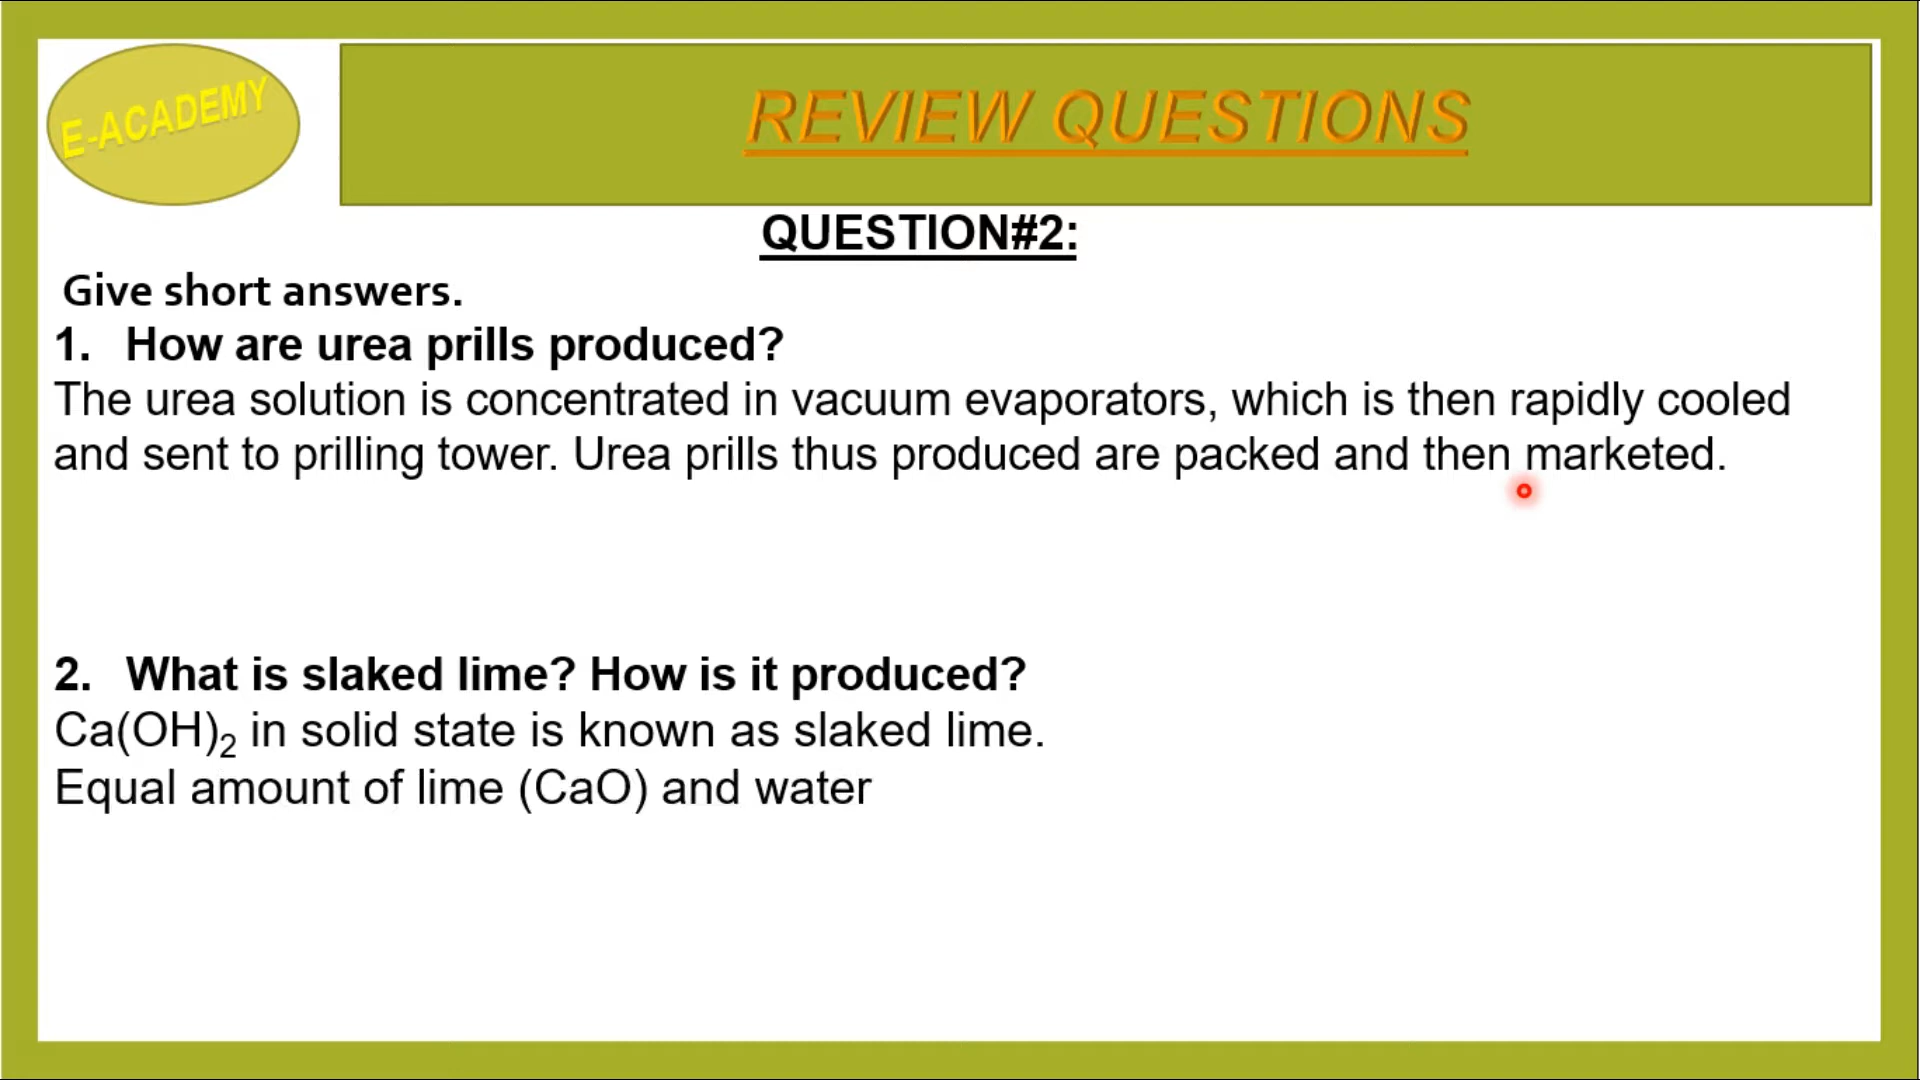 E-ACADEMY
REVIEW QUESTIONS
QUESTION#2:
Give short answers.
1. How are urea prills produced?
The urea solution is concentrated in vacuum evaporators, which is then rapidly cooled
and sent to prilling tower. Urea prills thus produced are packed and then marketed.
2. What is slaked lime? How is it produced?
Ca(OH)₂ in solid state is known as slaked lime.
Equal amount of lime (CaO) and water